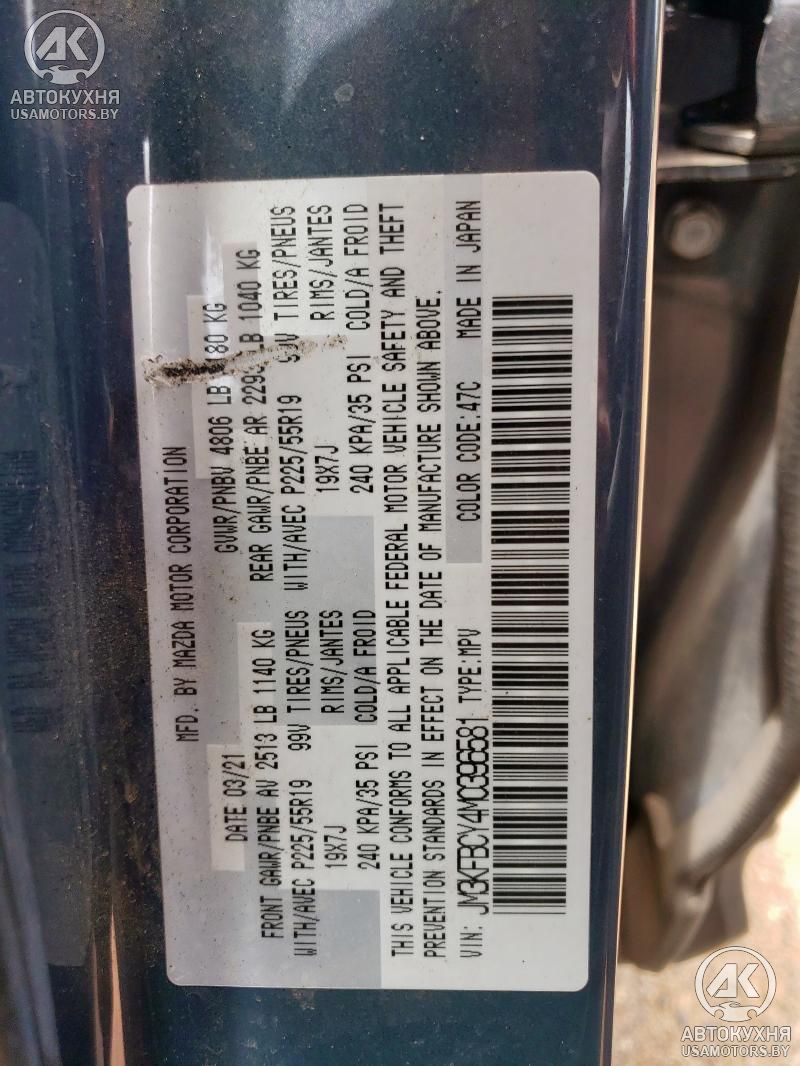 AK
АВТОКУХНЯ
USAMOTORS.BY
MFD. BY MAZDA MOTOR CORPORATION
DATE 03/21 GVWR/PNBV 4806 LB 180 KG
FRONT GAWR/PNBE AV 2513 LB 1140 KG REAR GAWR/PNBE AR 2293 LB 1040 KG
WITH/AVEC P225/55R19 99V TIRES/PNEUS WITH/AVEC P225/55R19 99V TIRES/PNEUS
19X7J RIMS/JANTES 19X7J RIMS/JANTES
240 KPA/35 PSI COLD/A FROID 240 KPA/35 PSI COLD/A FROID
THIS VEHICLE CONFORMS TO ALL APPLICABLE FEDERAL MOTOR VEHICLE SAFETY AND THEFT
PREVENTION STANDARDS IN EFFECT ON THE DATE OF MANUFACTURE SHOWN ABOVE.
VIN: JM3KFBCY4M0396581 TYPE:MPV COLOR CODE:47C MADE IN JAPAN
AK
АВТОКУХНЯ
USAMOTORS.BY